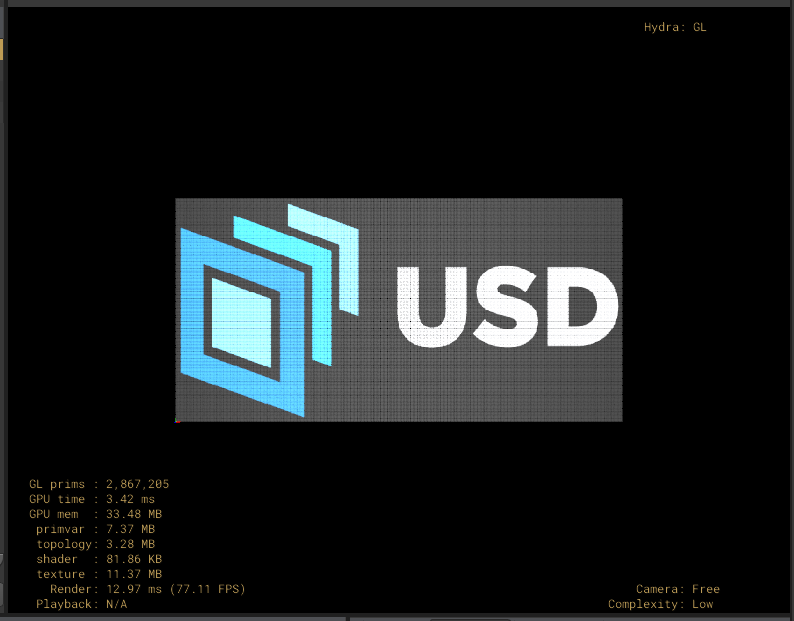 Hydra: GL
USD
GL prims : 2,867,205
GPU time : 3.42 ms
GPU mem  : 33.48 MB
primvar : 7.37 MB
topology: 3.28 MB
shader  : 81.86 KB
texture : 11.37 MB
Render: 12.97 ms (77.11 FPS)
Playback: N/A
Camera: Free
Complexity: Low